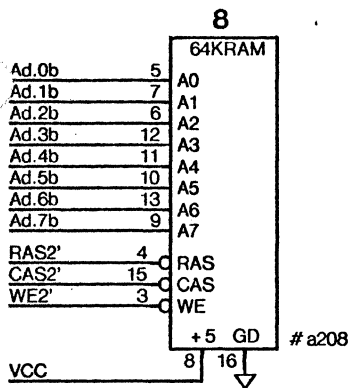 8
64KRAM
Ad.0b 5 A0
Ad.1b 7 A1
Ad.2b 6 A2
Ad.3b 12 A3
Ad.4b 11 A4
Ad.5b 10 A5
Ad.6b 13 A6
Ad.7b 9 A7
RAS2' 4 RAS
CAS2' 15 CAS
WE2' 3 WE
+5 GD # a208
8 16
VCC